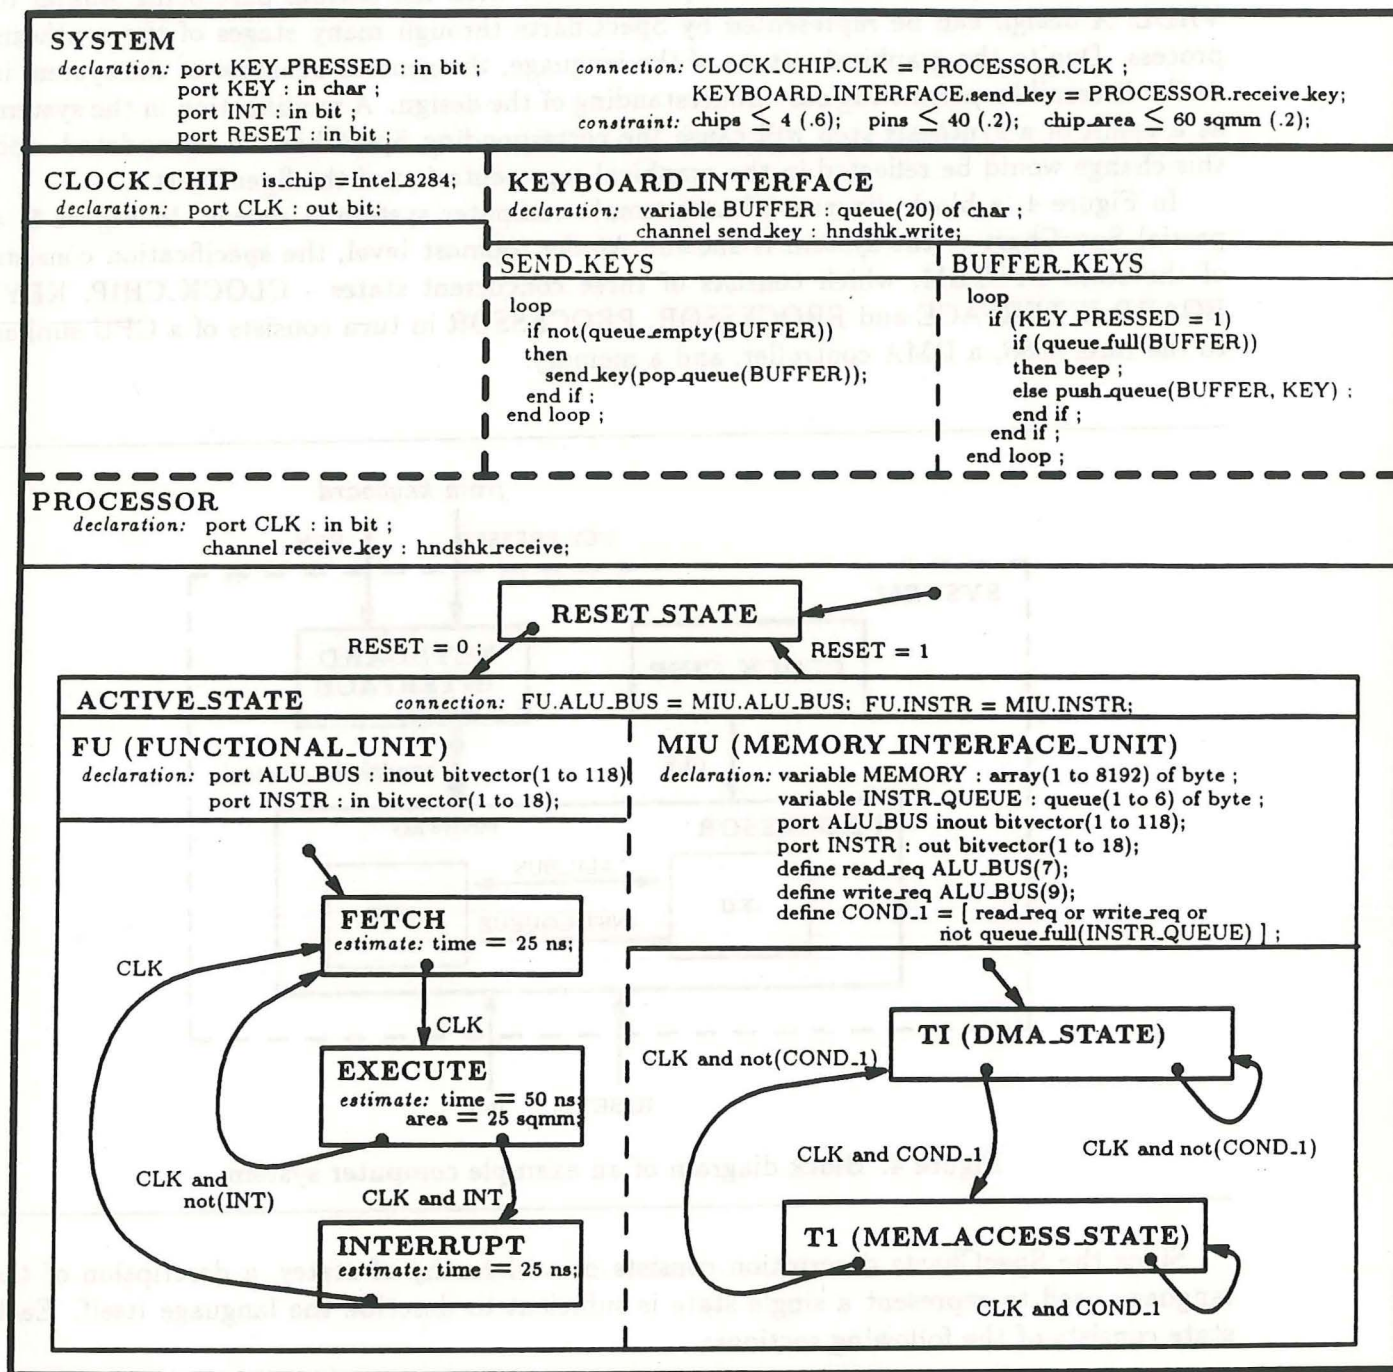 SYSTEM
declaration: port KEY_PRESSED : in bit ;
port KEY : in char ;
port INT : in bit ;
port RESET : in bit ;
connection: CLOCK_CHIP.CLK = PROCESSOR.CLK ;
KEYBOARD_INTERFACE.send_key = PROCESSOR.receive_key;
constraint: chips ≤ 4 (.6); pins ≤ 40 (.2); chip_area ≤ 60 sqmm (.2);
CLOCK_CHIP is_chip=Intel_8284;
declaration: port CLK : out bit;
KEYBOARD_INTERFACE
declaration: variable BUFFER : queue(20) of char ;
channel send_key : hndshk_write;
SEND_KEYS
loop
if not(queue_empty(BUFFER))
then
send_key(pop_queue(BUFFER));
end if ;
end loop ;
BUFFER_KEYS
loop
if (KEY_PRESSED = 1)
if (queue_full(BUFFER))
then beep ;
else push_queue(BUFFER, KEY) :
end if ;
end if ;
end loop ;
PROCESSOR
declaration: port CLK : in bit ;
channel receive_key : hndshk_receive;
RESET_STATE
RESET = 0 ;
RESET = 1
ACTIVE_STATE connection: FU.ALU_BUS = MIU.ALU_BUS; FU.INSTR = MIU.INSTR;
FU (FUNCTIONAL_UNIT)
declaration: port ALU_BUS : inout bitvector(1 to 118)
port INSTR : in bitvector(1 to 18);
FETCH
estimate: time = 25 ns;
CLK
CLK
EXECUTE
estimate: time = 50 ns;
area = 25 sqmm;
CLK and
not(INT)
CLK and INT
INTERRUPT
estimate: time = 25 ns;
MIU (MEMORY_INTERFACE_UNIT)
declaration: variable MEMORY : array(1 to 8192) of byte ;
variable INSTR_QUEUE : queue(1 to 6) of byte ;
port ALU_BUS inout bitvector(1 to 118);
port INSTR : out bitvector(1 to 18);
define read_req ALU_BUS(7);
define write_req ALU_BUS(9);
define COND_1 = [ read_req or write_req or
not queue_full(INSTR_QUEUE) ] ;
TI (DMA_STATE)
CLK and not(COND_1)
CLK and COND_1
CLK and not(COND_1)
T1 (MEM_ACCESS_STATE)
CLK and COND_1